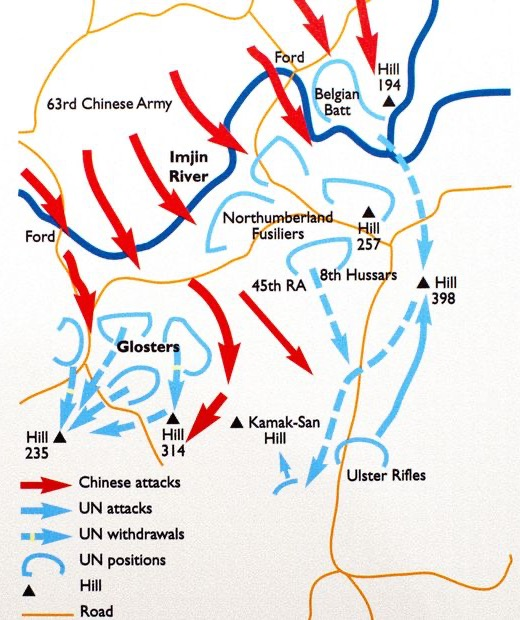 Ford
Hill
194
Belgian
Batt
63rd Chinese Army
Imjin
River
Northumberland
Fusiliers
Hill
257
Ford
45th RA
8th Hussars
Hill
398
Glosters
Kamak-San
Hill
Hill
235
Hill
314
Ulster Rifles
Chinese attacks
UN attacks
UN withdrawals
UN positions
Hill
Road